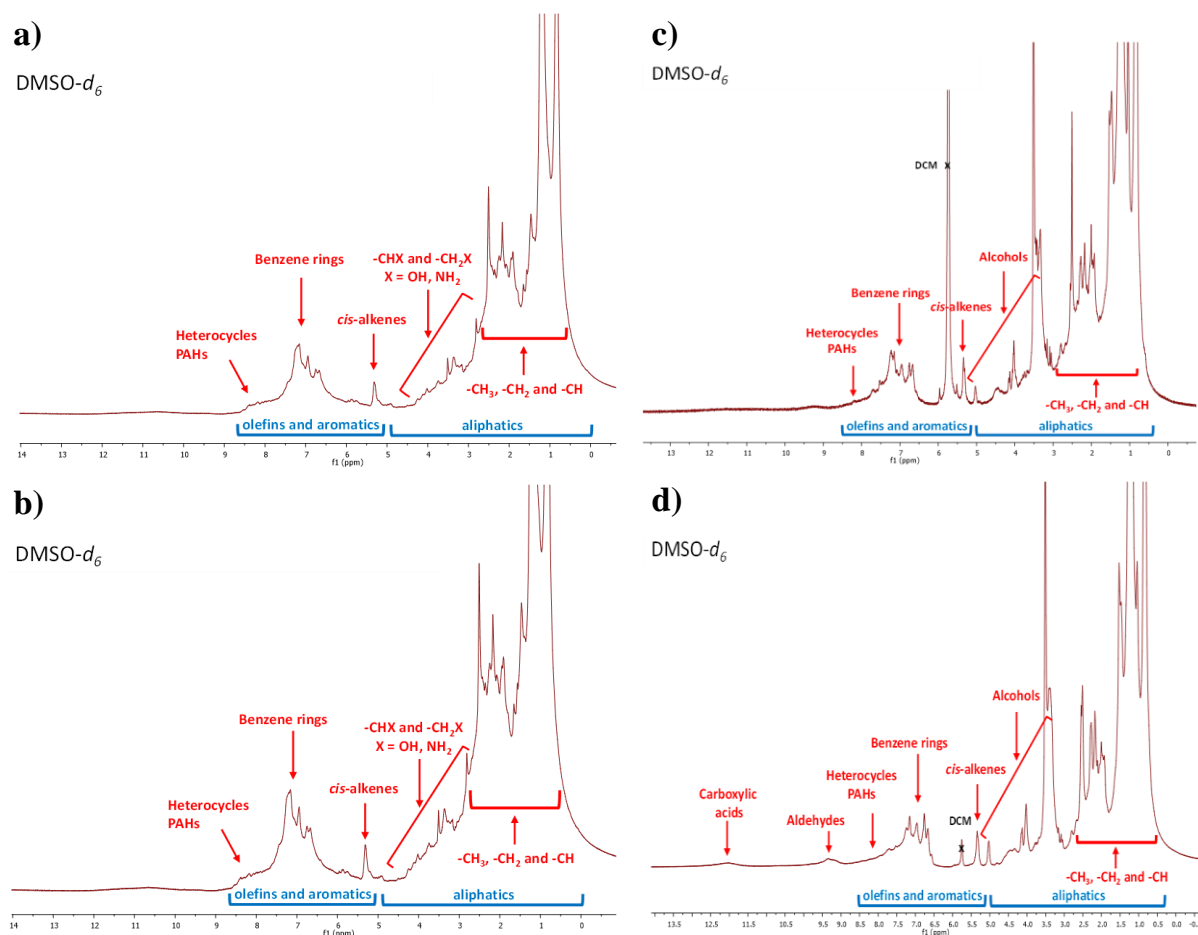 a)
DMSO-d6
Benzene rings
-CHX and -CH2X
X = OH, NH2
cis-alkenes
Heterocycles
PAHs
-CH3, -CH2 and -CH
olefins and aromatics
aliphatics
14 13 12 11 10 9 8 7 6 5 4 3 2 1 0
f1 (ppm)
b)
DMSO-d6
-CHX and -CH2X
X = OH, NH2
Benzene rings
cis-alkenes
Heterocycles
PAHs
-CH3, -CH2 and -CH
olefins and aromatics
aliphatics
14 13 12 11 10 9 8 7 6 5 4 3 2 1 0
f1 (ppm)
c)
DMSO-d6
DCM X
Alcohols
Benzene rings
cis-alkenes
Heterocycles
PAHs
-CH3, -CH2 and -CH
olefins and aromatics
aliphatics
13 12 11 10 9 8 7 6 5 4 3 2 1 0
f1 (ppm)
d)
DMSO-d6
Alcohols
Benzene rings
cis-alkenes
Heterocycles
PAHs
Carboxylic
acids
Aldehydes
DCM
X
-CH3, -CH2 and -CH
olefins and aromatics
aliphatics
13.5 12.5 11.5 10.5 9.5 8.5 8.0 7.5 7.0 6.5 6.0 5.5 5.0 4.5 4.0 3.5 3.0 2.5 2.0 1.5 1.0 0.5
f1 (ppm)